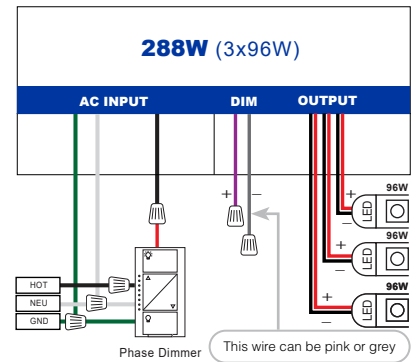 288W (3x96W)
AC INPUT DIM OUTPUT
+ −
+
−
96W
LED
+
−
96W
LED
+
−
96W
LED
HOT
NEU
GND
Phase Dimmer
This wire can be pink or grey